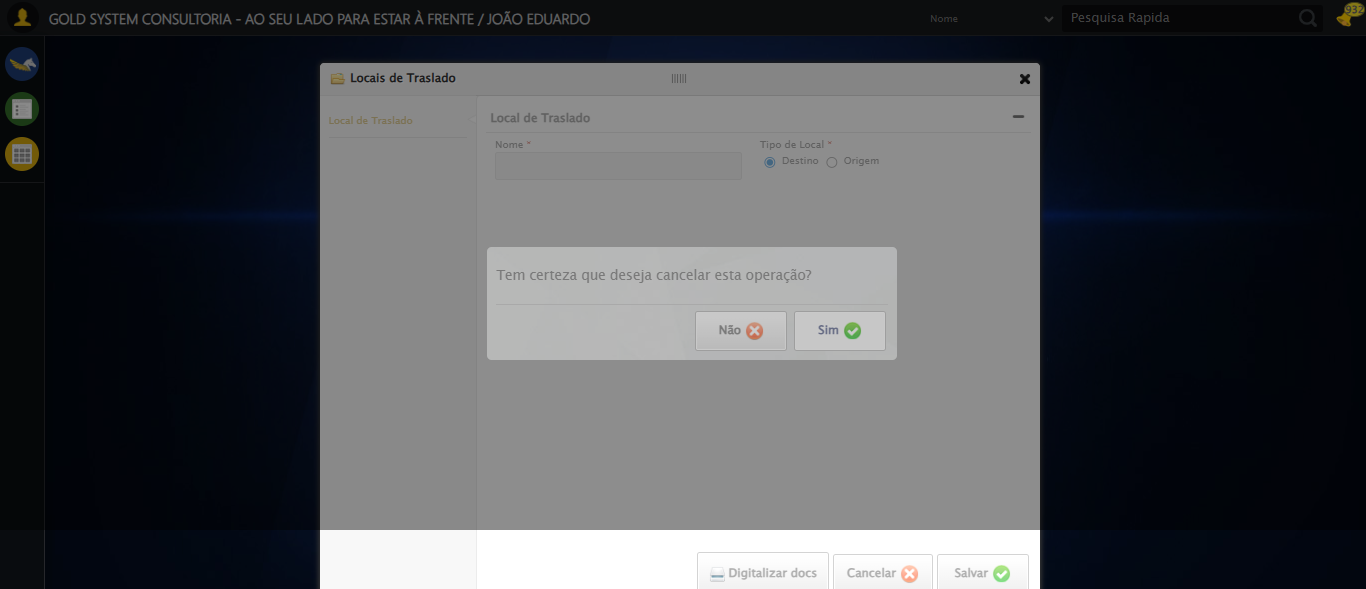 GOLD SYSTEM CONSULTORIA - AO SEU LADO PARA ESTAR À FRENTE / JOÃO EDUARDO
Nome
Pesquisa Rapida
932
Locais de Traslado
Local de Traslado
Local de Traslado
Nome *
Tipo de Local *
Destino
Origem
Tem certeza que deseja cancelar esta operação?
Não
Sim
Digitalizar docs
Cancelar
Salvar